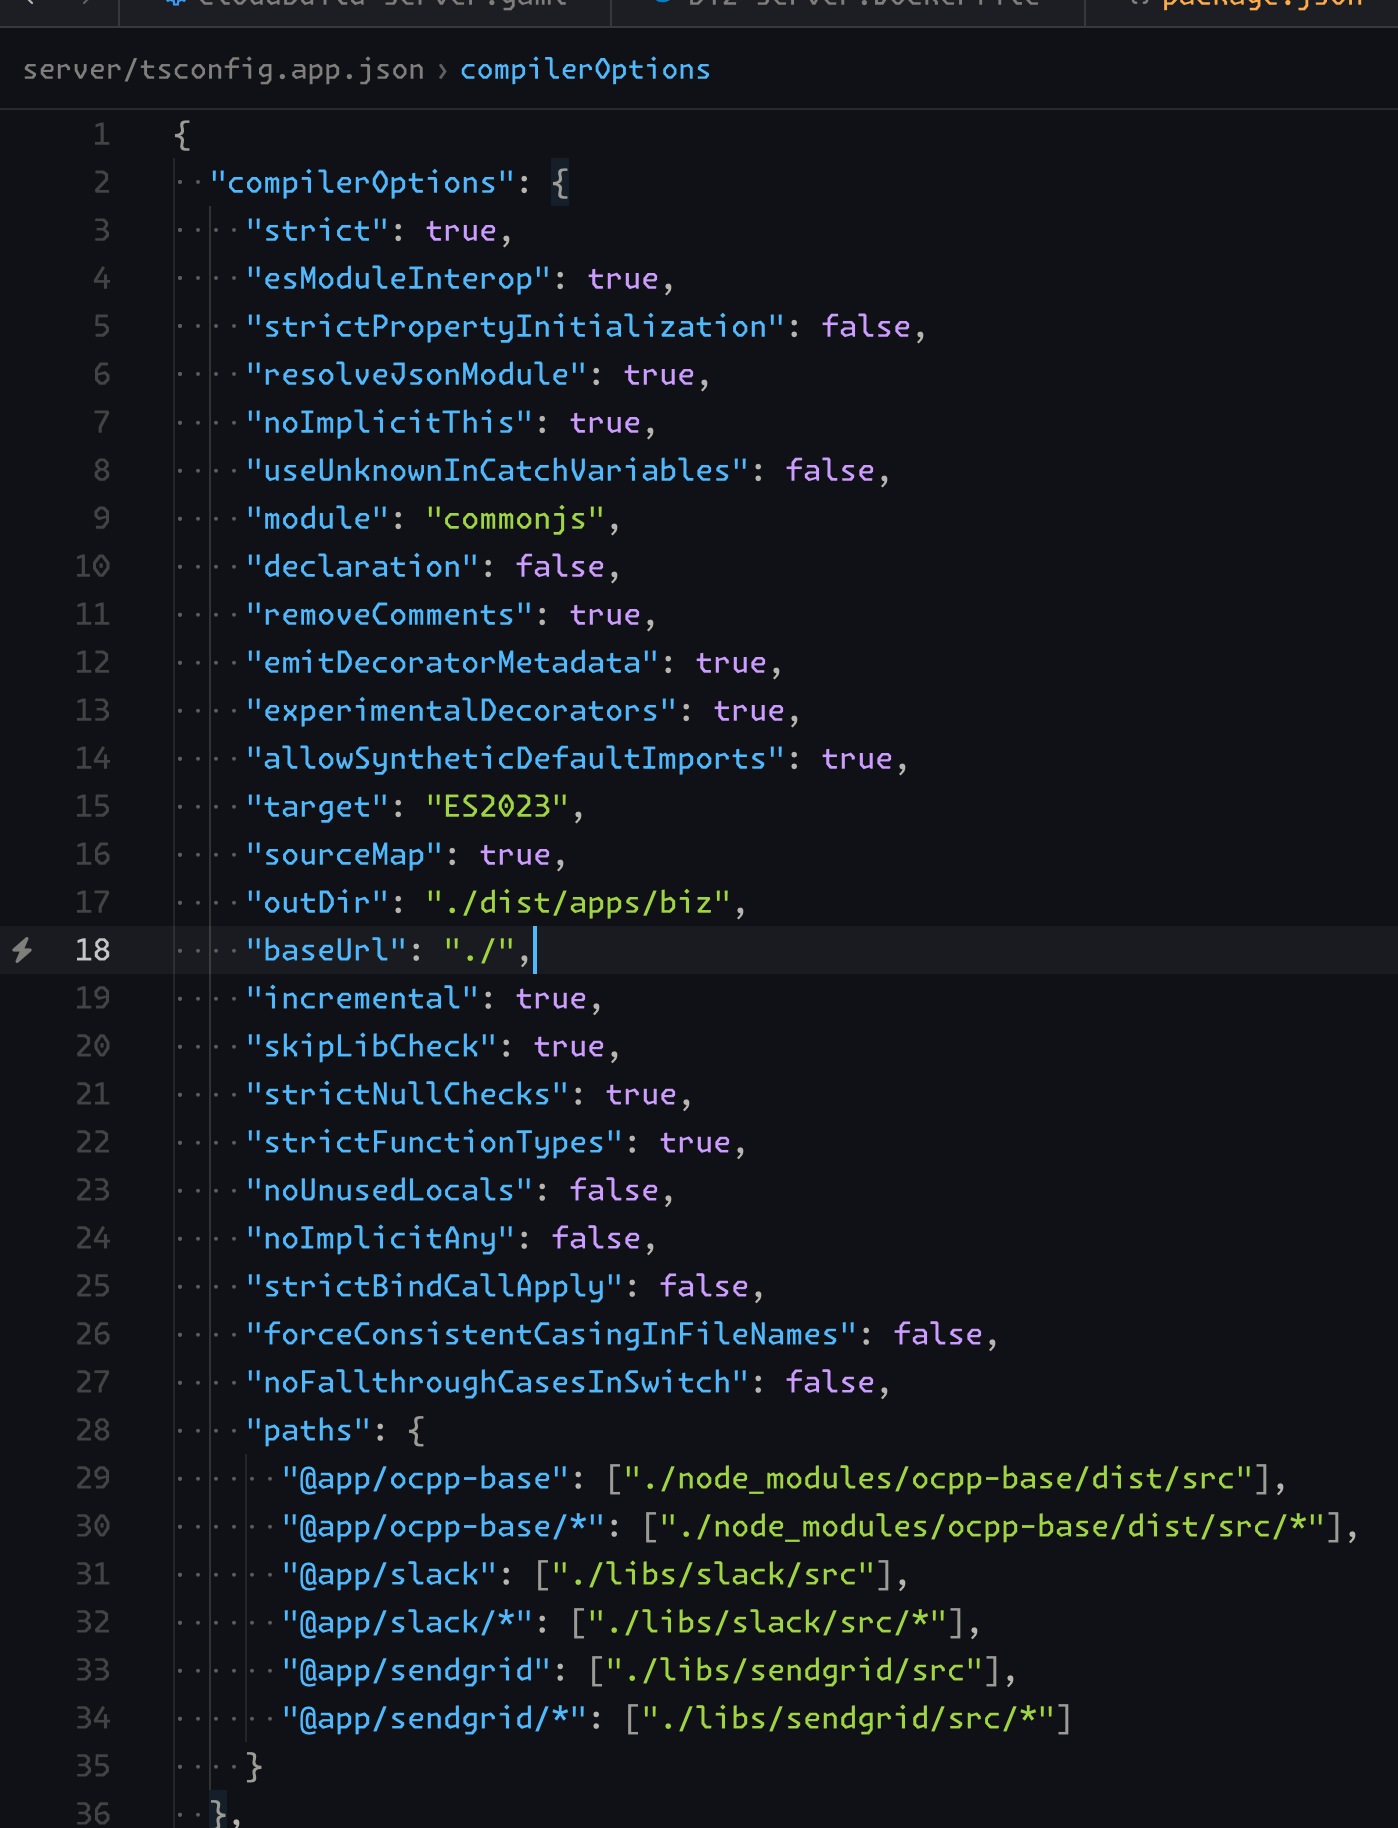 package.json
server/tsconfig.app.json › compilerOptions
1 {
2 "compilerOptions": {
3 "strict": true,
4 "esModuleInterop": true,
5 "strictPropertyInitialization": false,
6 "resolveJsonModule": true,
7 "noImplicitThis": true,
8 "useUnknownInCatchVariables": false,
9 "module": "commonjs",
10 "declaration": false,
11 "removeComments": true,
12 "emitDecoratorMetadata": true,
13 "experimentalDecorators": true,
14 "allowSyntheticDefaultImports": true,
15 "target": "ES2023",
16 "sourceMap": true,
17 "outDir": "./dist/apps/biz",
18 "baseUrl": "./",
19 "incremental": true,
20 "skipLibCheck": true,
21 "strictNullChecks": true,
22 "strictFunctionTypes": true,
23 "noUnusedLocals": false,
24 "noImplicitAny": false,
25 "strictBindCallApply": false,
26 "forceConsistentCasingInFileNames": false,
27 "noFallthroughCasesInSwitch": false,
28 "paths": {
29 "@app/ocpp-base": ["./node_modules/ocpp-base/dist/src"],
30 "@app/ocpp-base/*": ["./node_modules/ocpp-base/dist/src/*"],
31 "@app/slack": ["./libs/slack/src"],
32 "@app/slack/*": ["./libs/slack/src/*"],
33 "@app/sendgrid": ["./libs/sendgrid/src"],
34 "@app/sendgrid/*": ["./libs/sendgrid/src/*"]
35 }
36 },